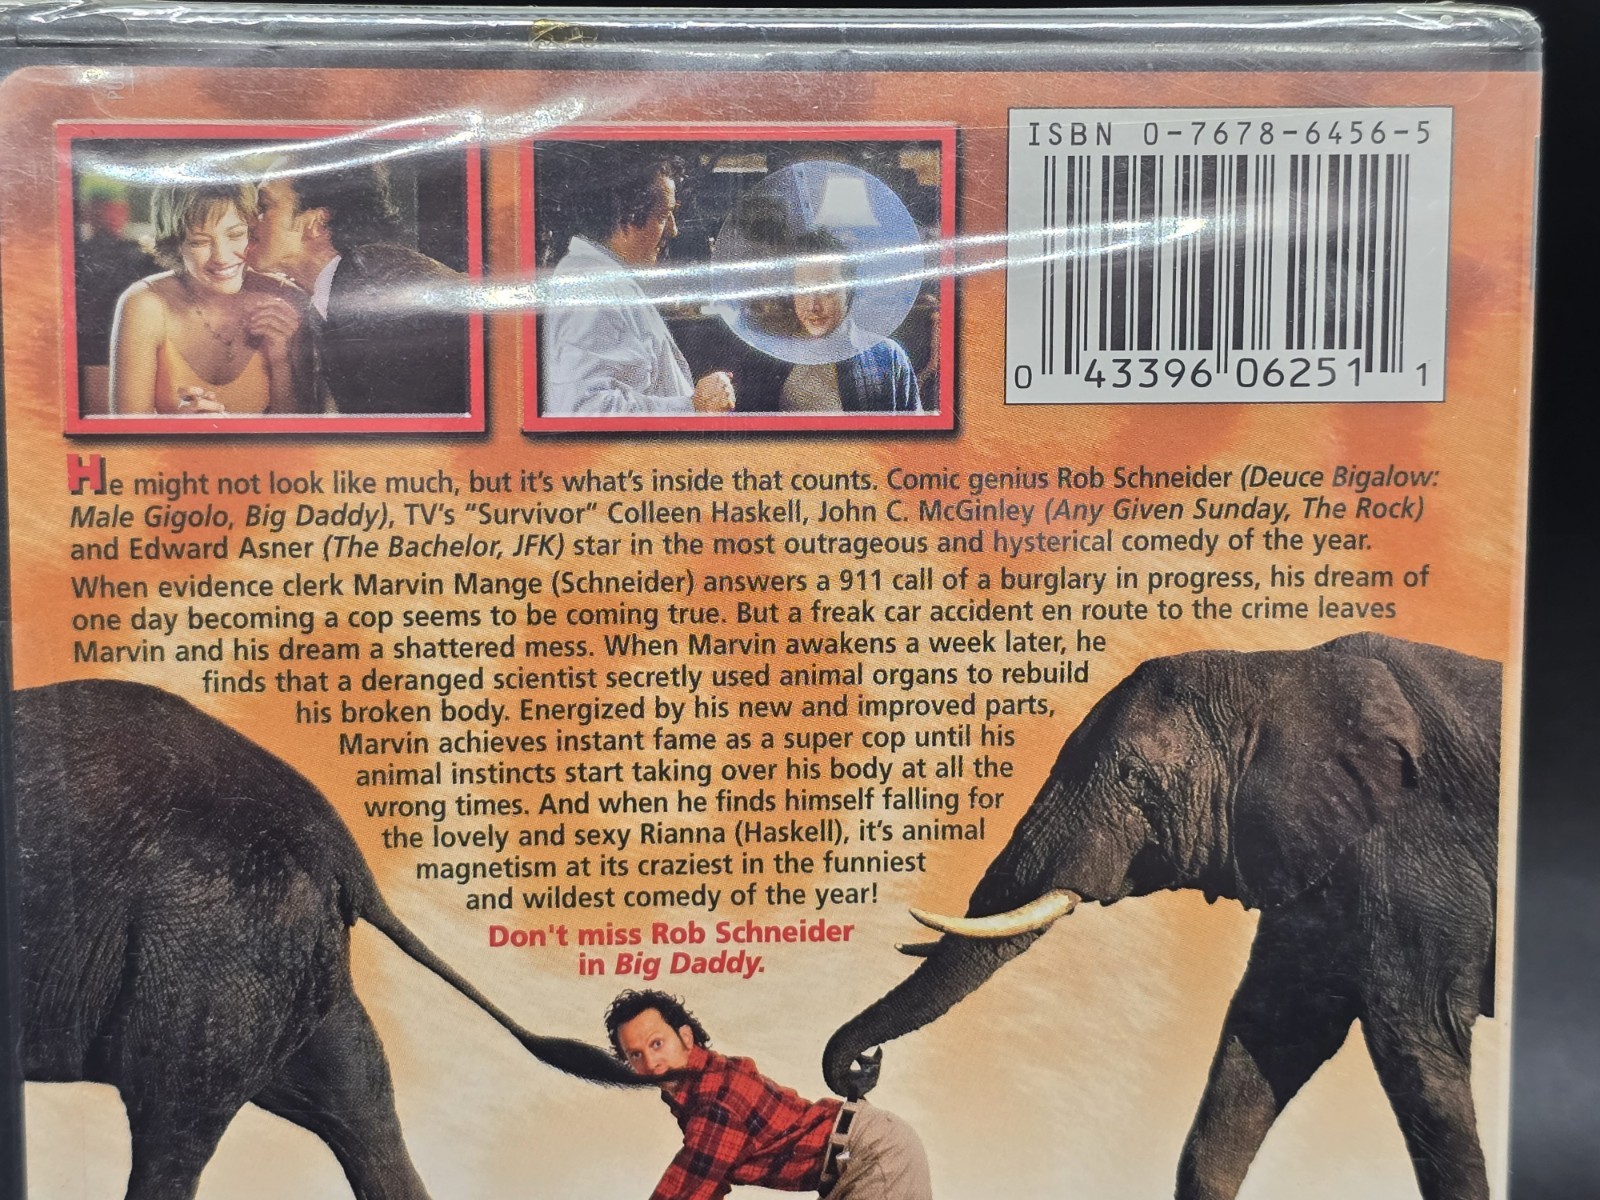 ISBN 0-7678-6456-5
0 43396 06251 1
He might not look like much, but it's what's inside that counts. Comic genius Rob Schneider (Deuce Bigalow:
Male Gigolo, Big Daddy), TV's "Survivor" Colleen Haskell, John C. McGinley (Any Given Sunday, The Rock)
and Edward Asner (The Bachelor, JFK) star in the most outrageous and hysterical comedy of the year.
When evidence clerk Marvin Mange (Schneider) answers a 911 call of a burglary in progress, his dream of
one day becoming a cop seems to be coming true. But a freak car accident en route to the crime leaves
Marvin and his dream a shattered mess. When Marvin awakens a week later, he
finds that a deranged scientist secretly used animal organs to rebuild
his broken body. Energized by his new and improved parts,
Marvin achieves instant fame as a super cop until his
animal instincts start taking over his body at all the
wrong times. And when he finds himself falling for
the lovely and sexy Rianna (Haskell), it's animal
magnetism at its craziest in the funniest
and wildest comedy of the year!
Don't miss Rob Schneider
in Big Daddy.